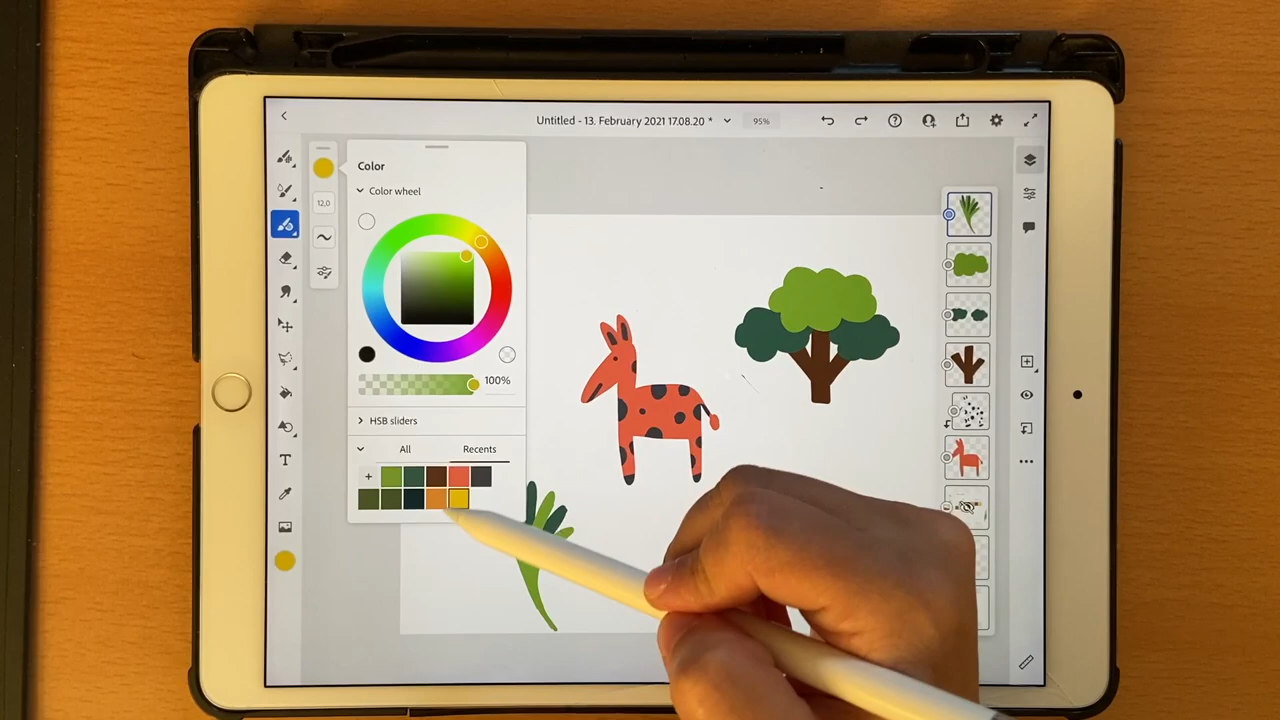 Untitled - 13. February 2021 17.08.20 *
95%
Color
Color wheel
12,0
100%
HSB sliders
All
Recents
T